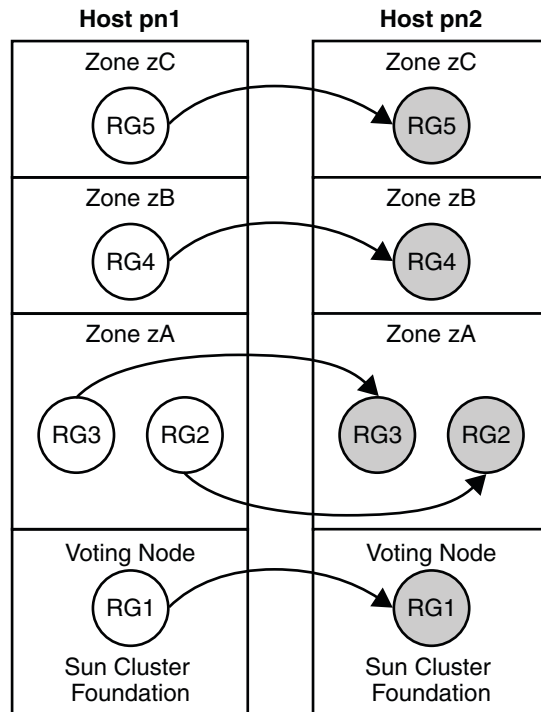 Host pn1
Host pn2
Zone zC
Zone zC
RG5
RG5
Zone zB
Zone zB
RG4
RG4
Zone zA
Zone zA
RG3
RG2
RG3
RG2
Voting Node
Voting Node
RG1
RG1
Sun Cluster
Foundation
Sun Cluster
Foundation